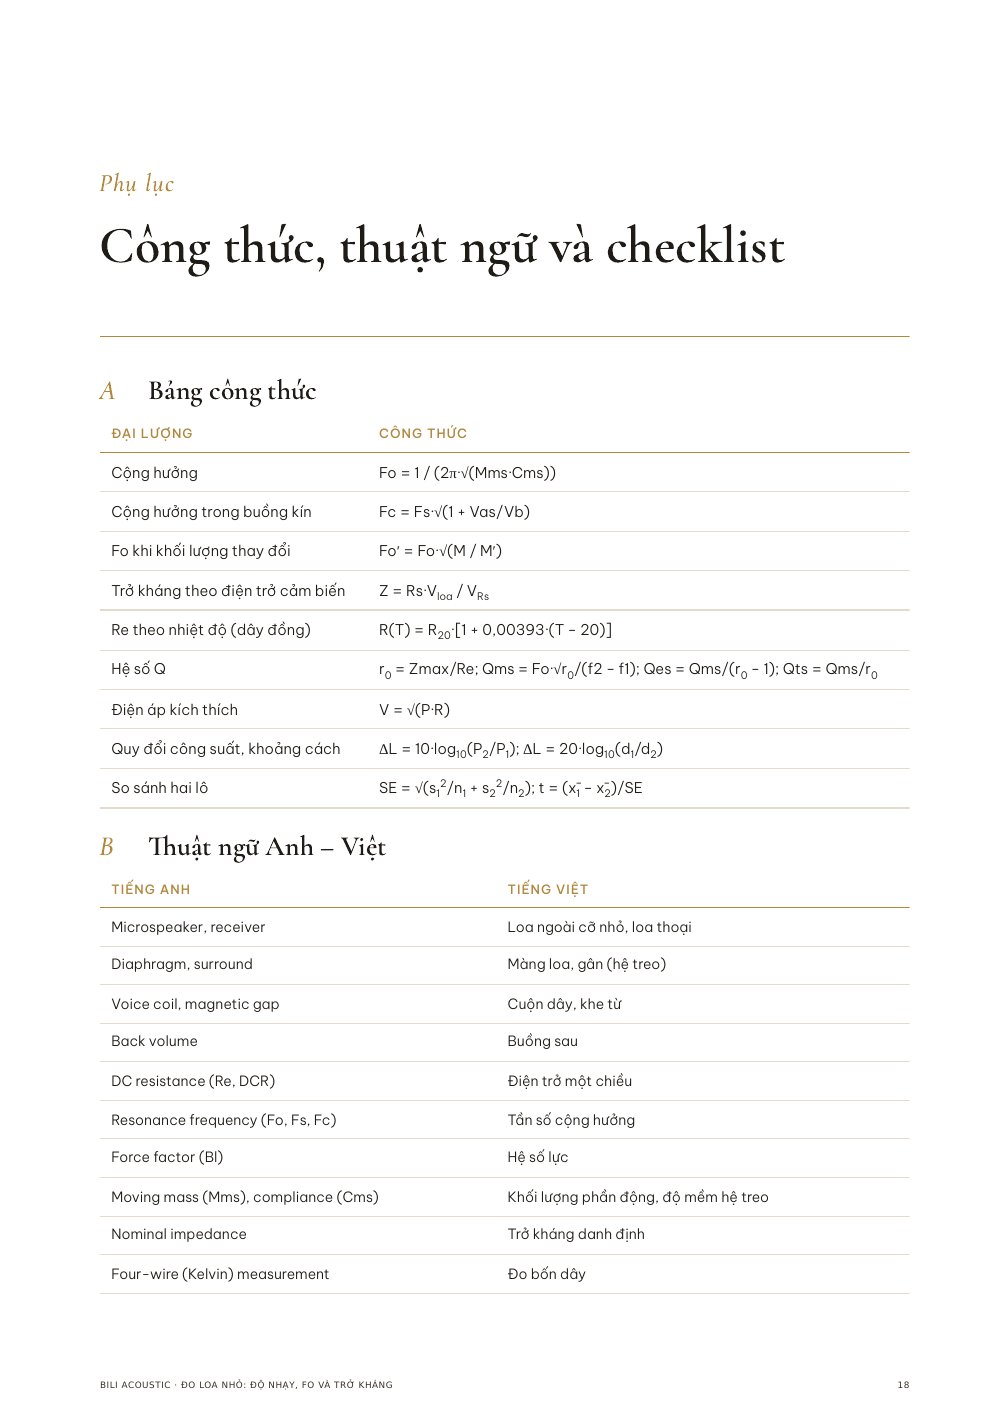 Phụ lục
Công thức, thuật ngữ và checklist
A Bảng công thức
ĐẠI LƯỢNG CÔNG THỨC
Cộng hưởng Fo = 1 / (2π·√(Mms·Cms))
Cộng hưởng trong buồng kín Fc = Fs·√(1 + Vas/Vb)
Fo khi khối lượng thay đổi Fo′ = Fo·√(M / M′)
Trở kháng theo điện trở cảm biến Z = Rs·V_loa / V_Rs
Re theo nhiệt độ (dây đồng) R(T) = R₂₀·[1 + 0,00393·(T − 20)]
Hệ số Q r₀ = Zmax/Re; Qms = Fo·√r₀/(f2 − f1); Qes = Qms/(r₀ − 1); Qts = Qms/r₀
Điện áp kích thích V = √(P·R)
Quy đổi công suất, khoảng cách ΔL = 10·log₁₀(P₂/P₁); ΔL = 20·log₁₀(d₁/d₂)
So sánh hai lô SE = √(s₁²/n₁ + s₂²/n₂); t = (x̄₁ − x̄₂)/SE
B Thuật ngữ Anh – Việt
TIẾNG ANH TIẾNG VIỆT
Microspeaker, receiver Loa ngoài cỡ nhỏ, loa thoại
Diaphragm, surround Màng loa, gân (hệ treo)
Voice coil, magnetic gap Cuộn dây, khe từ
Back volume Buồng sau
DC resistance (Re, DCR) Điện trở một chiều
Resonance frequency (Fo, Fs, Fc) Tần số cộng hưởng
Force factor (Bl) Hệ số lực
Moving mass (Mms), compliance (Cms) Khối lượng phần động, độ mềm hệ treo
Nominal impedance Trở kháng danh định
Four-wire (Kelvin) measurement Đo bốn dây
BILI ACOUSTIC · ĐO LOA NHỎ: ĐỘ NHẠY, FO VÀ TRỞ KHÁNG 18